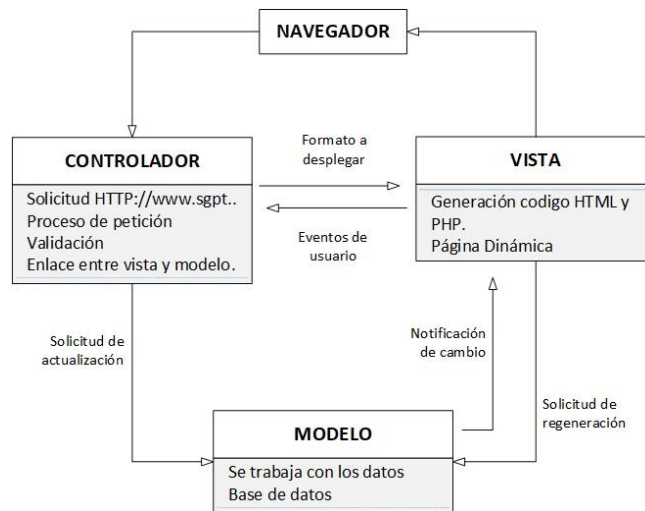 NAVEGADOR
CONTROLADOR
Solicitud HTTP://www.sgpt..
Proceso de petición
Validación
Enlace entre vista y modelo.
Formato a
desplegar
Eventos de
usuario
VISTA
Generación codigo HTML y
PHP.
Página Dinámica
Solicitud de
actualización
Notificación
de cambio
Solicitud de
regeneración
MODELO
Se trabaja con los datos
Base de datos